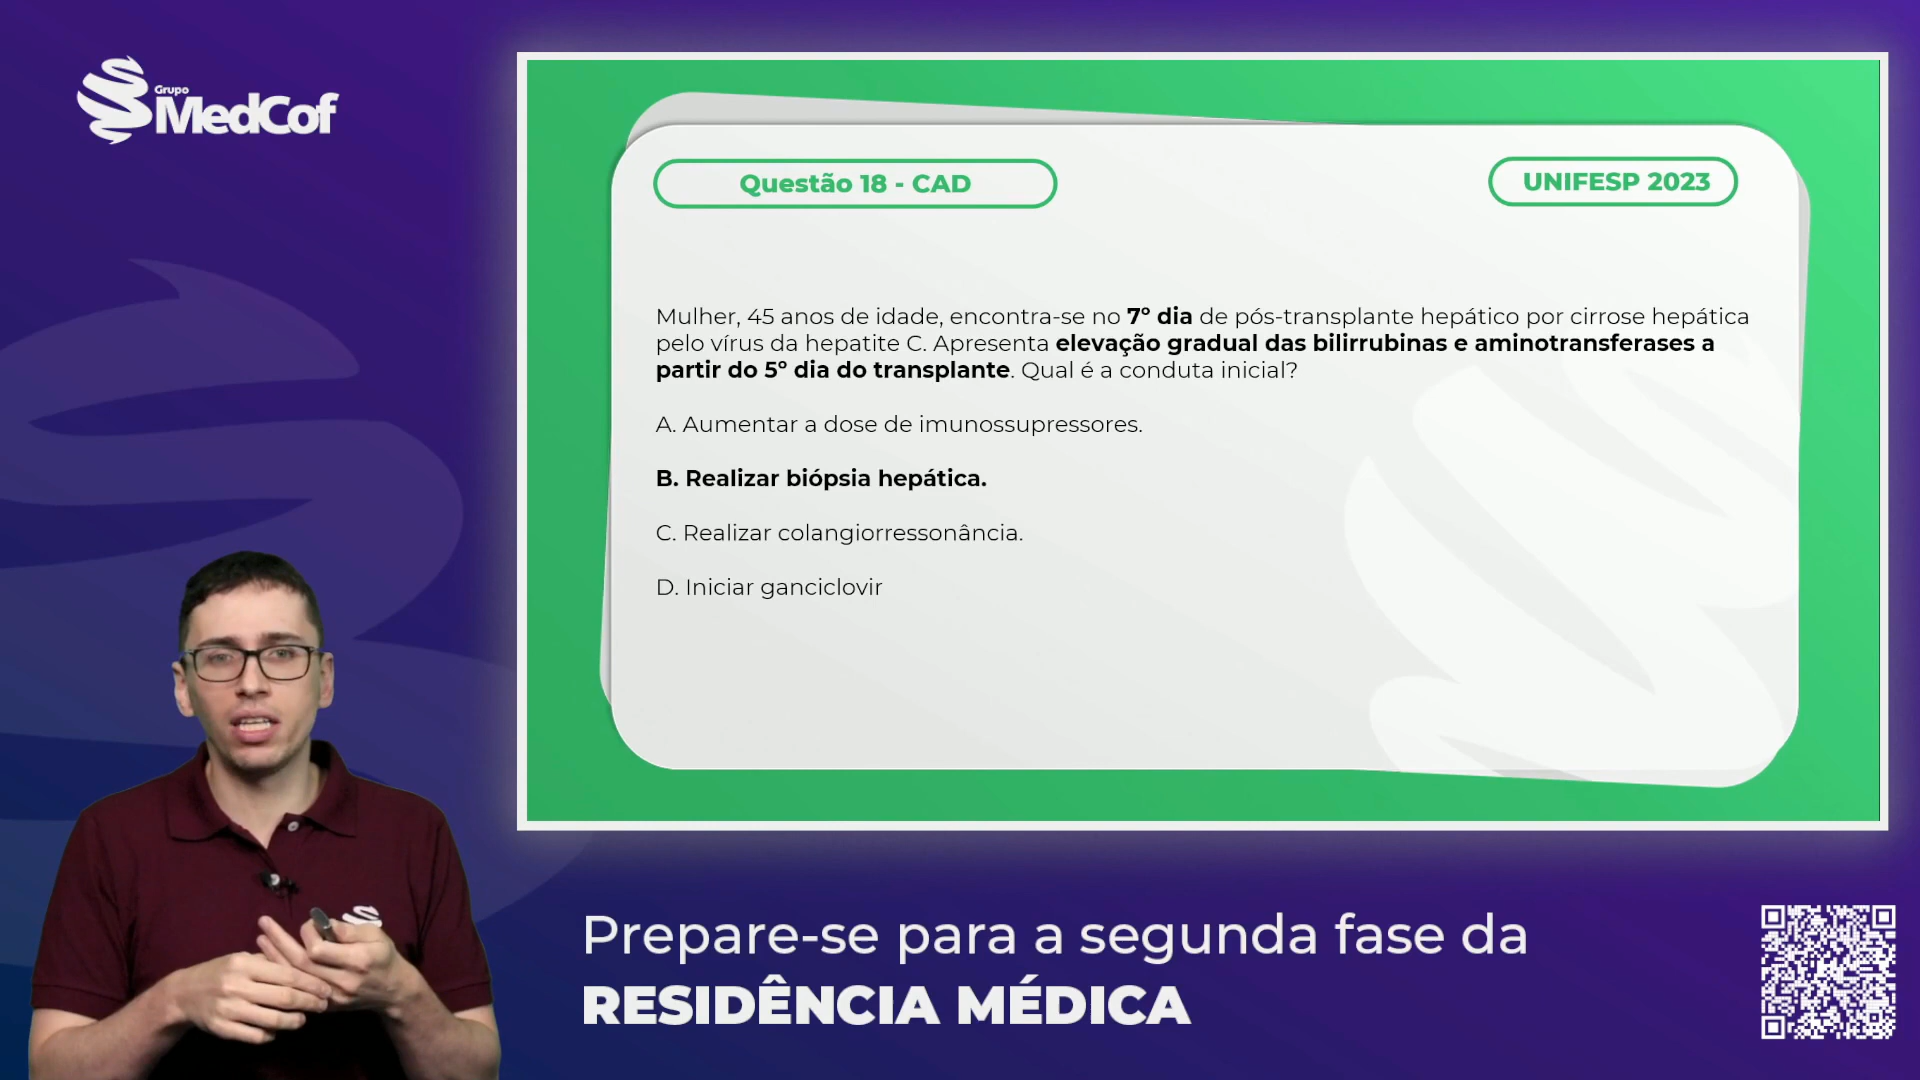 Grupo
MedCof
Questão 18 - CAD
UNIFESP 2023
Mulher, 45 anos de idade, encontra-se no 7º dia de pós-transplante hepático por cirrose hepática
pelo vírus da hepatite C. Apresenta elevação gradual das bilirrubinas e aminotransferases a
partir do 5º dia do transplante. Qual é a conduta inicial?
A. Aumentar a dose de imunossupressores.
B. Realizar biópsia hepática.
C. Realizar colangiorressonância.
D. Iniciar ganciclovir
Prepare-se para a segunda fase da
RESIDÊNCIA MÉDICA